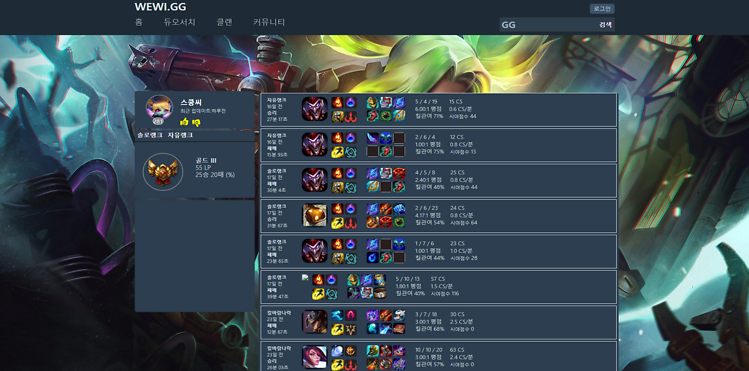 WEWI.GG
로그인
홈 듀오서치 클랜 커뮤니티
GG 검색
스쿵씨
최근 업데이트:하루전
293
솔로랭크 자유랭크
골드 III
55 LP
25승 20패 (%)
자유랭크
16일 전
승리
27분 17초
5 / 4 / 19 15 CS
6.00:1 평점 0.6 CS/분
킬관여 71% 시야점수 44
자유랭크
16일 전
패배
15분 55초
2 / 6 / 4 12 CS
1.00:1 평점 0.8 CS/분
킬관여 75% 시야점수 13
솔로랭크
17일 전
패배
30분 4초
4 / 5 / 8 25 CS
2.40:1 평점 0.8 CS/분
킬관여 48% 시야점수 44
솔로랭크
17일 전
승리
31분 67초
2 / 6 / 23 24 CS
4.17:1 평점 0.8 CS/분
킬관여 54% 시야점수 64
솔로랭크
17일 전
패배
23분 65초
1 / 7 / 6 23 CS
1.00:1 평점 1.0 CS/분
킬관여 44% 시야점수 28
솔로랭크
17일 전
패배
39분 47초
5 / 10 / 13 57 CS
1.80:1 평점 1.5 CS/분
킬관여 40% 시야점수 116
칼바람나락
23일 전
패배
12분 67초
3 / 7 / 18 30 CS
3.00:1 평점 2.5 CS/분
킬관여 68% 시야점수 0
칼바람나락
23일 전
승리
26분 03초
10 / 10 / 20 63 CS
3.00:1 평점 2.4 CS/분
킬관여 57% 시야점수 0